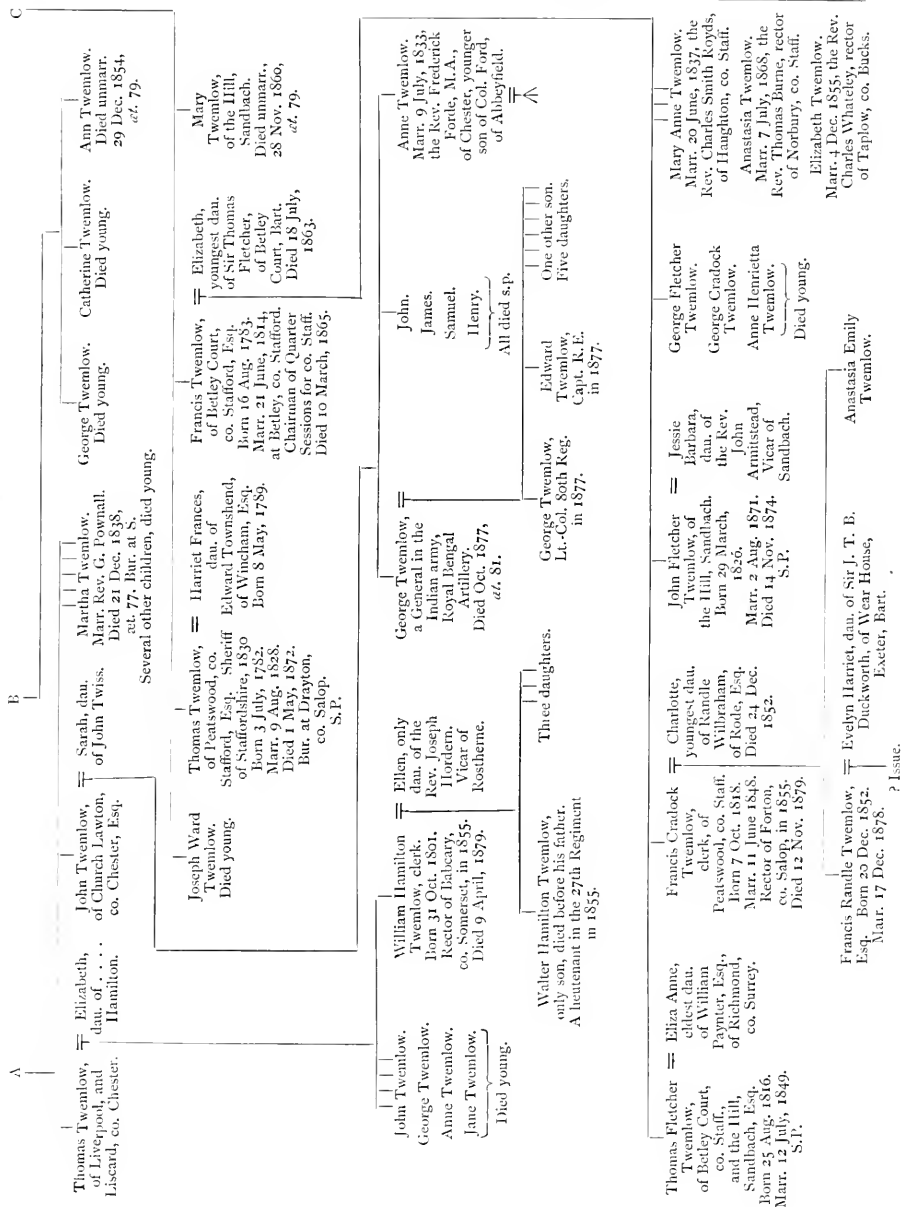 A
B
C
Thomas Twemlow,
of Liverpool, and
Liscard, co. Chester.
=
Elizabeth,
dau. of . . . .
Hamilton.
John Twemlow,
of Church Lawton,
co. Chester, Esq.
=
Sarah, dau.
of John Twiss.
Martha Twemlow.
Marr. Rev. G. Pownall.
Died 21 Dec. 1838,
æt. 77. Bur. at S.
Several other children, died young.
George Twemlow.
Died young.
Catherine Twemlow.
Died young.
Ann Twemlow.
Died unmarr.
29 Dec. 1854,
æt. 79.
Joseph Ward
Twemlow.
Died young.
Thomas Twemlow,
of Peatswood, co.
Stafford, Esq. Sheriff
of Staffordshire, 1830
Born 3 July, 1782.
Marr. 9 Aug. 1828.
Died 1 May, 1872.
Bur. at Drayton,
co. Salop.
S.P.
=
Harriet Frances,
dau. of
Edward Townshend,
of Wincham, Esq.
Born 8 May, 1789.
Francis Twemlow,
of Betley Court,
co. Stafford, Esq.
Born 16 Aug. 1783.
Marr. 21 June, 1814,
at Betley, co. Stafford.
Chairman of Quarter
Sessions for co. Staff.
Died 10 March, 1865.
=
Elizabeth,
youngest dau.
of Sir Thomas
Fletcher,
of Betley
Court, Bart.
Died 18 July,
1863.
Mary
Twemlow,
of the Hill,
Sandbach.
Died unmarr.,
28 Nov. 1860,
æt. 79.
John Twemlow.
George Twemlow.
Anne Twemlow.
Jane Twemlow.
Died young.
William Hamilton
Twemlow, clerk.
Born 31 Oct. 1801.
Rector of Babcary,
co. Somerset, in 1855.
Died 9 April, 1879.
=
Ellen, only
dau. of the
Rev. Joseph
Hordern.
Vicar of
Rostherne.
George Twemlow,
a General in the
Indian army,
Royal Bengal
Artillery.
Died Oct. 1877,
æt. 81.
=
John.
James.
Samuel.
Henry.
All died s.p.
Anne Twemlow.
Marr. 9 July, 1833,
the Rev. Frederick
Forde, M.A.,
of Chester, younger
son of Col. Ford,
of Abbeyfield.
=
Walter Hamilton Twemlow,
only son, died before his father.
A lieutenant in the 27th Regiment
in 1855.
Three daughters.
George Twemlow,
Lt.-Col. 80th Reg.
in 1877.
Edward
Twemlow,
Capt. R.E.
in 1877.
One other son.
Five daughters.
Thomas Fletcher
Twemlow,
of Betley Court,
co. Staff.,
and the Hill,
Sandbach, Esq.
Born 25 Aug. 1816.
Marr. 12 July, 1849.
S.P.
=
Eliza Anne,
eldest dau.
of William
Paynter, Esq.,
of Richmond,
co. Surrey.
Francis Cradock
Twemlow,
clerk, of
Peatswood, co. Staff.
Born 7 Oct. 1818.
Marr. 11 June 1848.
Rector of Forton,
co. Salop, in 1855.
Died 12 Nov. 1879.
=
Charlotte,
youngest dau.
of Randle
Wilbraham,
of Rode, Esq.
Died 24 Dec.
1852.
John Fletcher
Twemlow, of
the Hill, Sandbach.
Born 29 March,
1826.
Marr. 2 Aug. 1871.
Died 14 Nov. 1874.
S.P.
=
Jessie
Barbara,
dau. of
the Rev.
John
Armitstead,
Vicar of
Sandbach.
George Fletcher
Twemlow.
George Cradock
Twemlow.
Anne Henrietta
Twemlow.
Died young.
Mary Anne Twemlow.
Marr. 20 June, 1837, the
Rev. Charles Smith Royds,
of Haughton, co. Staff.
Anastasia Twemlow.
Marr. 7 July, 1868, the
Rev. Thomas Burne, rector
of Norbury, co. Staff.
Elizabeth Twemlow.
Marr. 4 Dec. 1855, the Rev.
Charles Whateley, rector
of Taplow, co. Bucks.
Francis Randle Twemlow,
Esq. Born 20 Dec. 1852.
Marr. 17 Dec. 1878.
=
Evelyn Harriet, dau. of Sir J. T. B.
Duckworth, of Wear House,
Exeter, Bart.
? Issue.
Anastasia Emily
Twemlow.